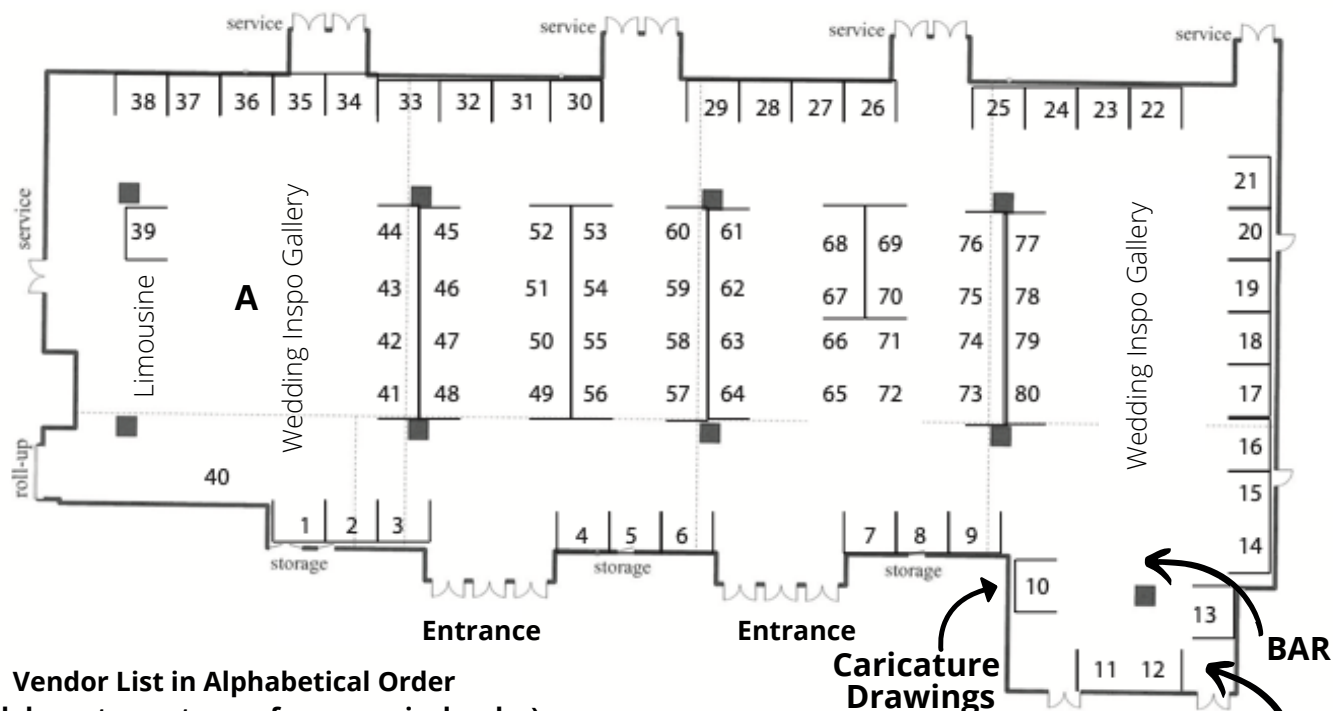 service
service
service
service
38 37 36 35 34 33 32 31 30 29 28 27 26 25 24 23 22
21
service
39
44 45 52 53 60 61 68 69 76 77
20
43 46 51 54 59 62 67 70 75 78
19
42 47 50 55 58 63 66 71 74 79
18
41 48 49 56 57 64 65 72 73 80
17
Limousine
A
Wedding Inspo Gallery
Wedding Inspo Gallery
16
roll-up
40
15
1 2 3 4 5 6 7 8 9
14
storage
storage
storage
10
13
Entrance
Entrance
BAR
Caricature
Drawings
11 12
Vendor List in Alphabetical Order